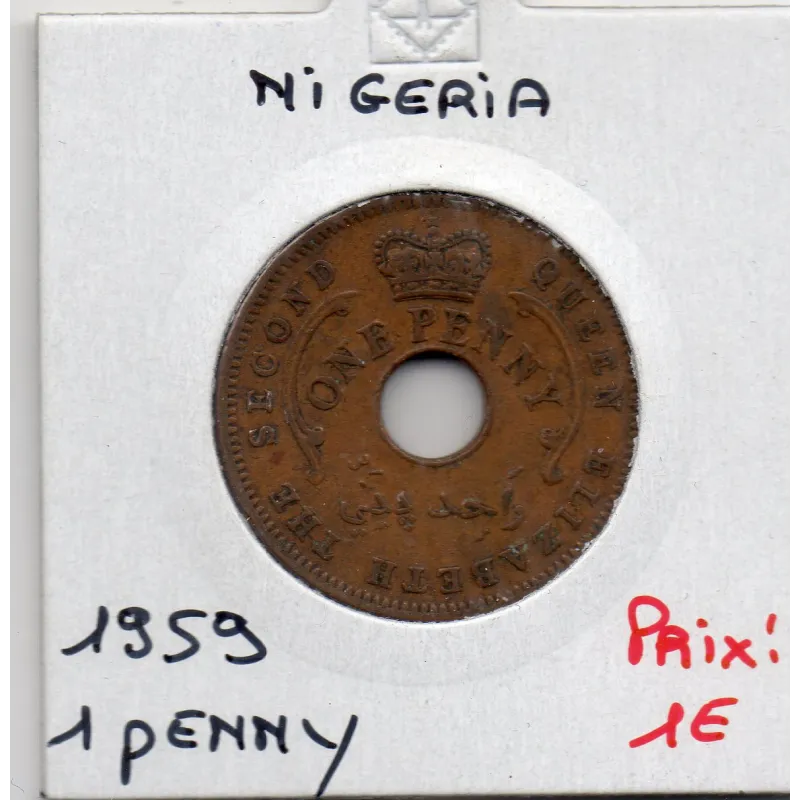 NiGERiA
QUEEN ELIZABETH THE SECOND
ONE PENNY
1959
1 PENNY
PRix:
1E